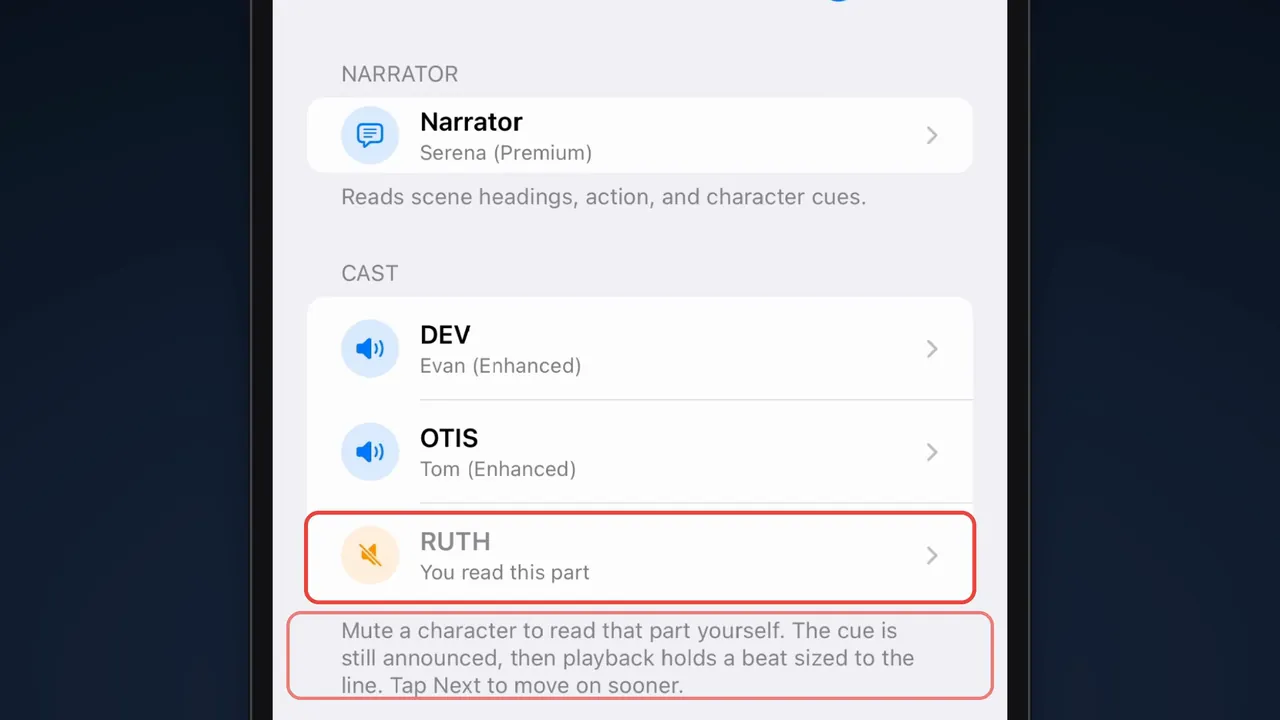 NARRATOR
Narrator
Serena (Premium)
Reads scene headings, action, and character cues.
CAST
DEV
Evan (Enhanced)
OTIS
Tom (Enhanced)
RUTH
You read this part
Mute a character to read that part yourself. The cue is
still announced, then playback holds a beat sized to the
line. Tap Next to move on sooner.